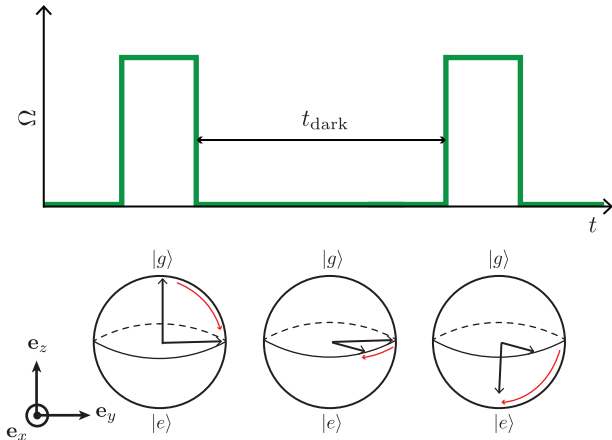 Ω
t_dark
t
|g⟩ |g⟩ |g⟩
e_z
e_y
e_x
|e⟩ |e⟩ |e⟩